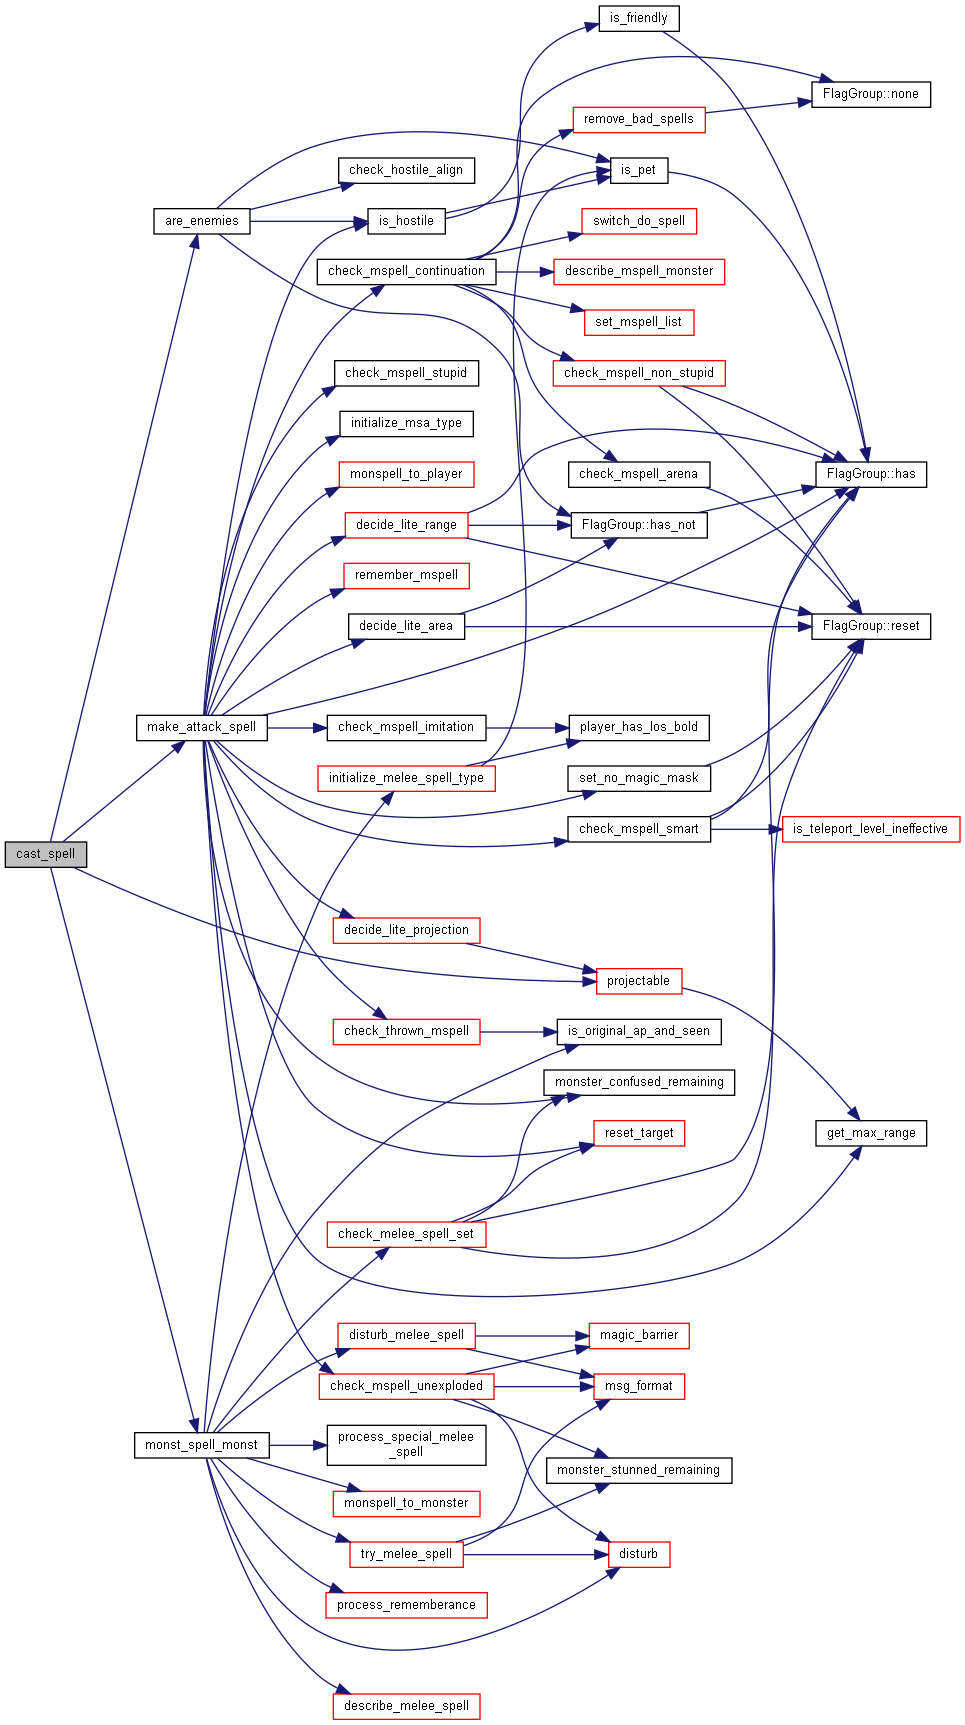 is_friendly
FlagGroup::none
remove_bad_spells
check_hostile_align
is_pet
are_enemies
is_hostile
switch_do_spell
check_mspell_continuation
describe_mspell_monster
set_mspell_list
check_mspell_stupid
check_mspell_non_stupid
initialize_msa_type
monspell_to_player
check_mspell_arena
FlagGroup::has
decide_lite_range
FlagGroup::has_not
remember_mspell
decide_lite_area
FlagGroup::reset
make_attack_spell
check_mspell_imitation
player_has_los_bold
initialize_melee_spell_type
set_no_magic_mask
check_mspell_smart
is_teleport_level_ineffective
cast_spell
decide_lite_projection
projectable
check_thrown_mspell
is_original_ap_and_seen
monster_confused_remaining
reset_target
get_max_range
check_melee_spell_set
disturb_melee_spell
magic_barrier
check_mspell_unexploded
msg_format
monst_spell_monst
process_special_melee
_spell
monster_stunned_remaining
monspell_to_monster
try_melee_spell
disturb
process_rememberance
describe_melee_spell